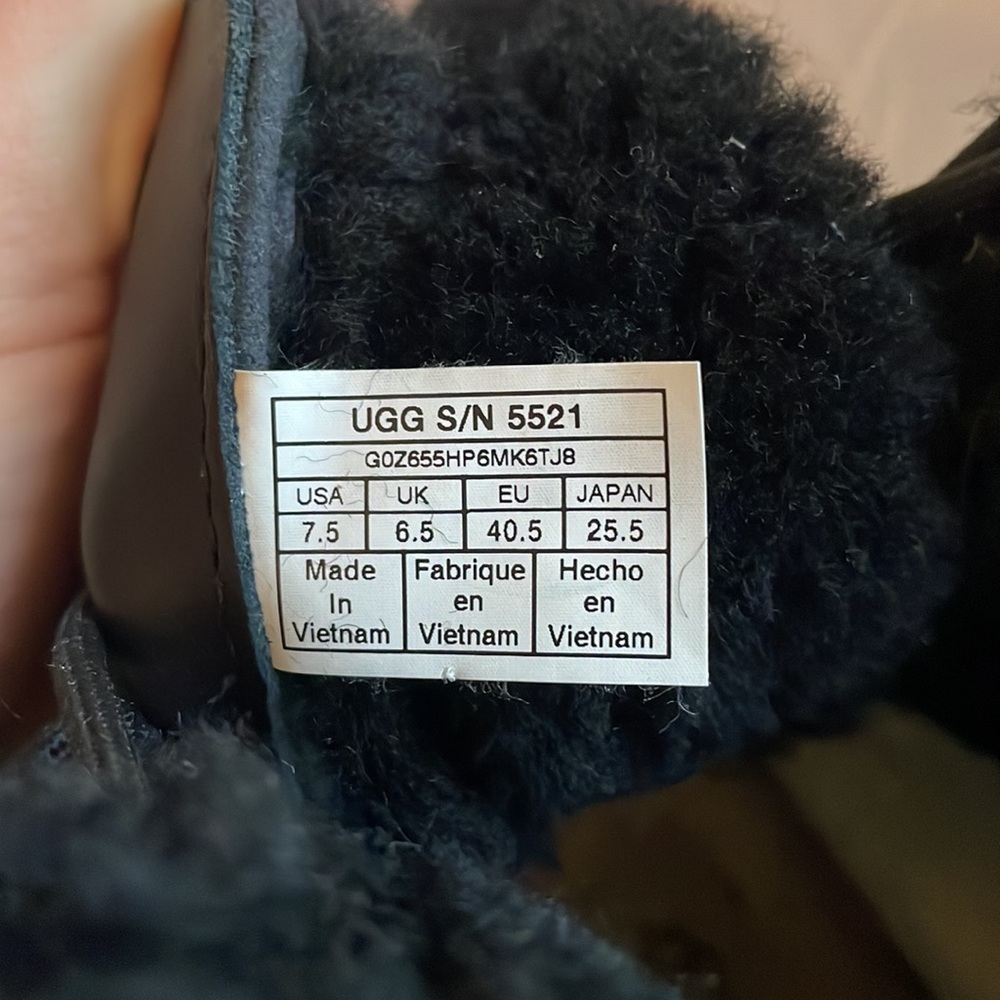 UGG S/N 5521
G0Z655HP6MK6TJ8
USA UK EU JAPAN
7.5 6.5 40.5 25.5
Made Fabrique Hecho
In en en
Vietnam Vietnam Vietnam